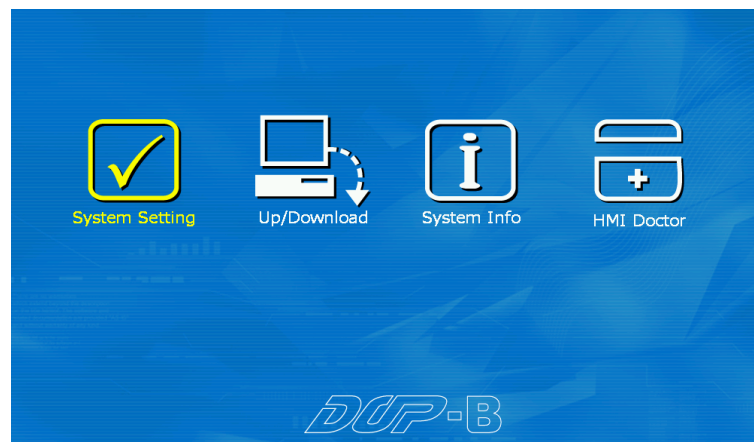 System Setting
Up/Download
System Info
HMI Doctor
DOP-B